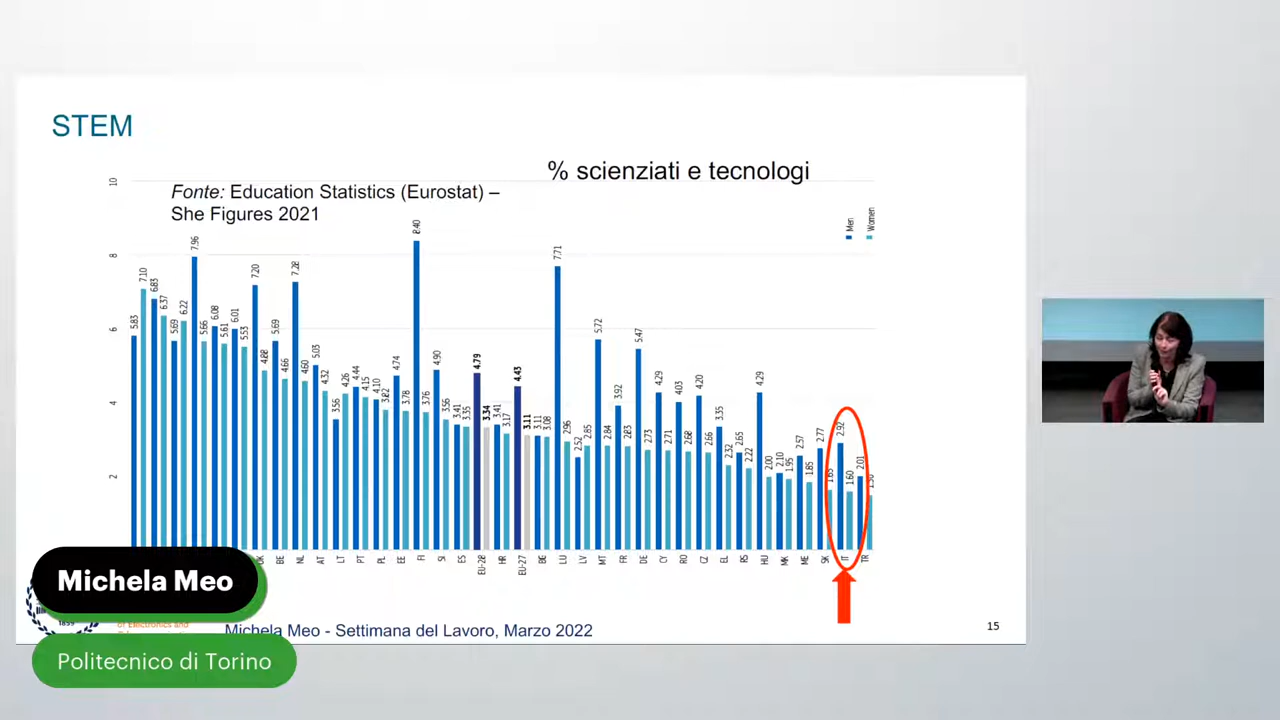 STEM
% scienziati e tecnologi
Fonte: Education Statistics (Eurostat) –
She Figures 2021
Men
Women
10
8
6
4
2
5.83 7.10 6.83 6.37 5.69 6.22 7.96 5.66 6.08 5.61 6.01 5.53 7.20 4.88 5.69 4.66 7.28 4.60 5.03 4.32 3.56 4.26 4.44 4.15 4.10 3.82 4.74 3.78 8.40 3.76 4.90 3.56 3.41 3.35 4.79 3.34 3.41 3.17 4.43 3.11 3.11 3.08 7.71 2.96 2.52 2.85 5.72 2.84 3.92 2.83 5.47 2.73 4.29 2.71 4.03 2.68 4.20 2.66 3.35 2.32 2.65 2.22 4.29 2.00 2.10 1.95 2.57 1.85 2.77 1.65 2.92 1.60 2.01
BE NL AT LT PT PL EE FI SI ES EU-28 HR EU-27 BG LU LV MT FR DE CY RO CZ EL RS HU MK ME SK IT TR
Michela Meo
1859
of Electronics and
Michela Meo - Settimana del Lavoro, Marzo 2022
15
Politecnico di Torino